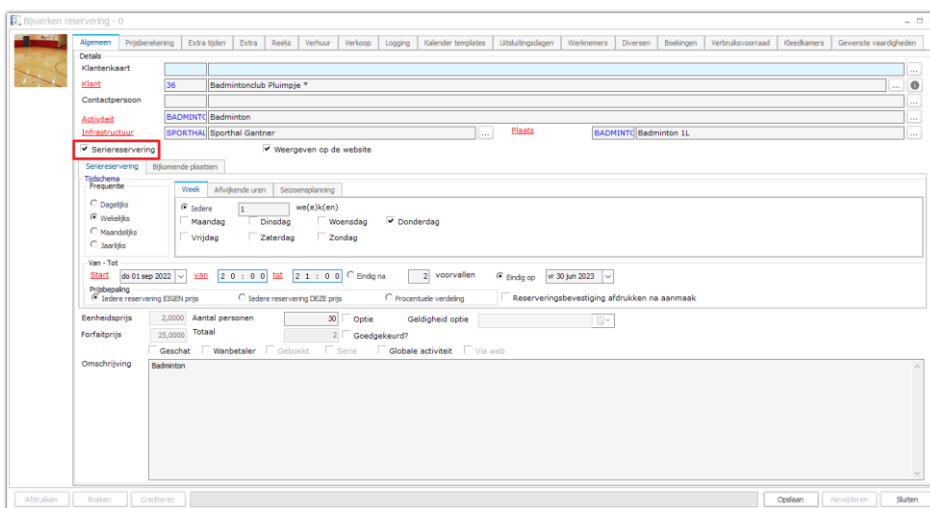 Bijwerken reservering - 0
Algemeen Prijsberekening Extra tijden Extra Reeks Verhuur Verkoop Logging Kalender templates Uitsluitingsdagen Werknemers Diversen Boekingen Verbruiksvoorraad Kleedkamers Gewenste vaardigheden
Details
Klantenkaart ...
Klant 36 Badmintonclub Pluimpje * ...
Contactpersoon ...
Activiteit BADMINTC Badminton ...
Infrastructuur SPORTHAL Sporthal Gantner ... Plaats BADMINTC Badminton 1L ...
Seriereservering Weergeven op de website
Seriereservering Bijkomende plaatsen
Tijdschema
Frequentie Week Afwijkende uren Seizoensplanning
Dagelijks Iedere 1 we(e)k(en)
Wekelijks Maandag Dinsdag Woensdag Donderdag
Maandelijks Vrijdag Zaterdag Zondag
Jaarlijks
Van - Tot
Start do 01 sep 2022 van 20:00 tot 21:00 Eindig na 2 voorvallen Eindig op vr 30 jun 2023
Prijsbepaling
Iedere reservering EIGEN prijs Iedere reservering DEZE prijs Procentuele verdeling Reserveringsbevestiging afdrukken na aanmaak
Eenheidsprijs 2,0000 Aantal personen 30 Optie Geldigheid optie
Forfaitprijs 25,0000 Totaal 2 Goedgekeurd?
Geschat Wanbetaler Geboekt Serie Globale activiteit Via web
Omschrijving Badminton
Afdrukken Boeken Crediteren Opslaan Verwijderen Sluiten